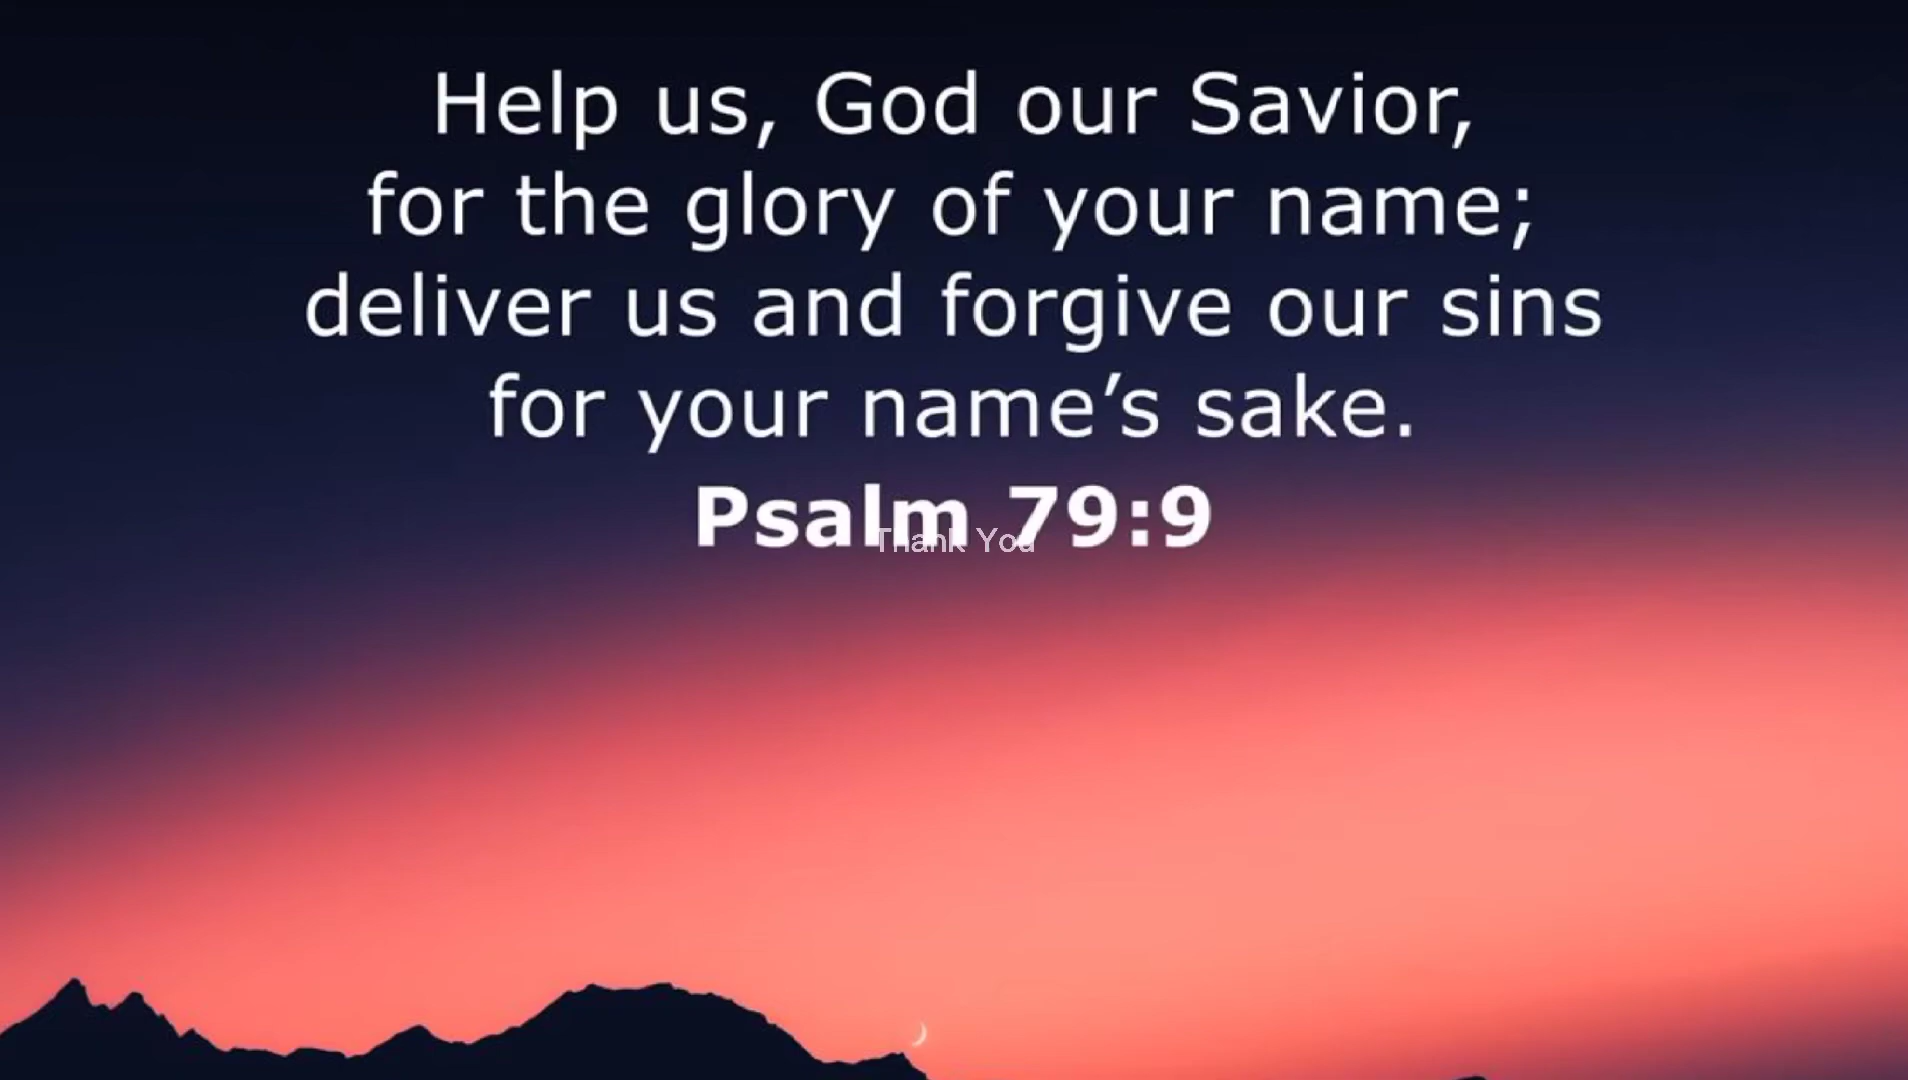 Help us, God our Savior,
for the glory of your name;
deliver us and forgive our sins
for your name’s sake.
Psalm 79:9
Thank You